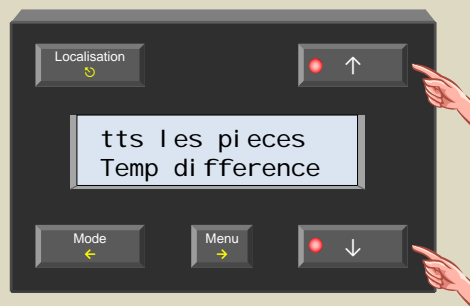 Localisation
tts les pieces
Temp difference
Mode
Menu